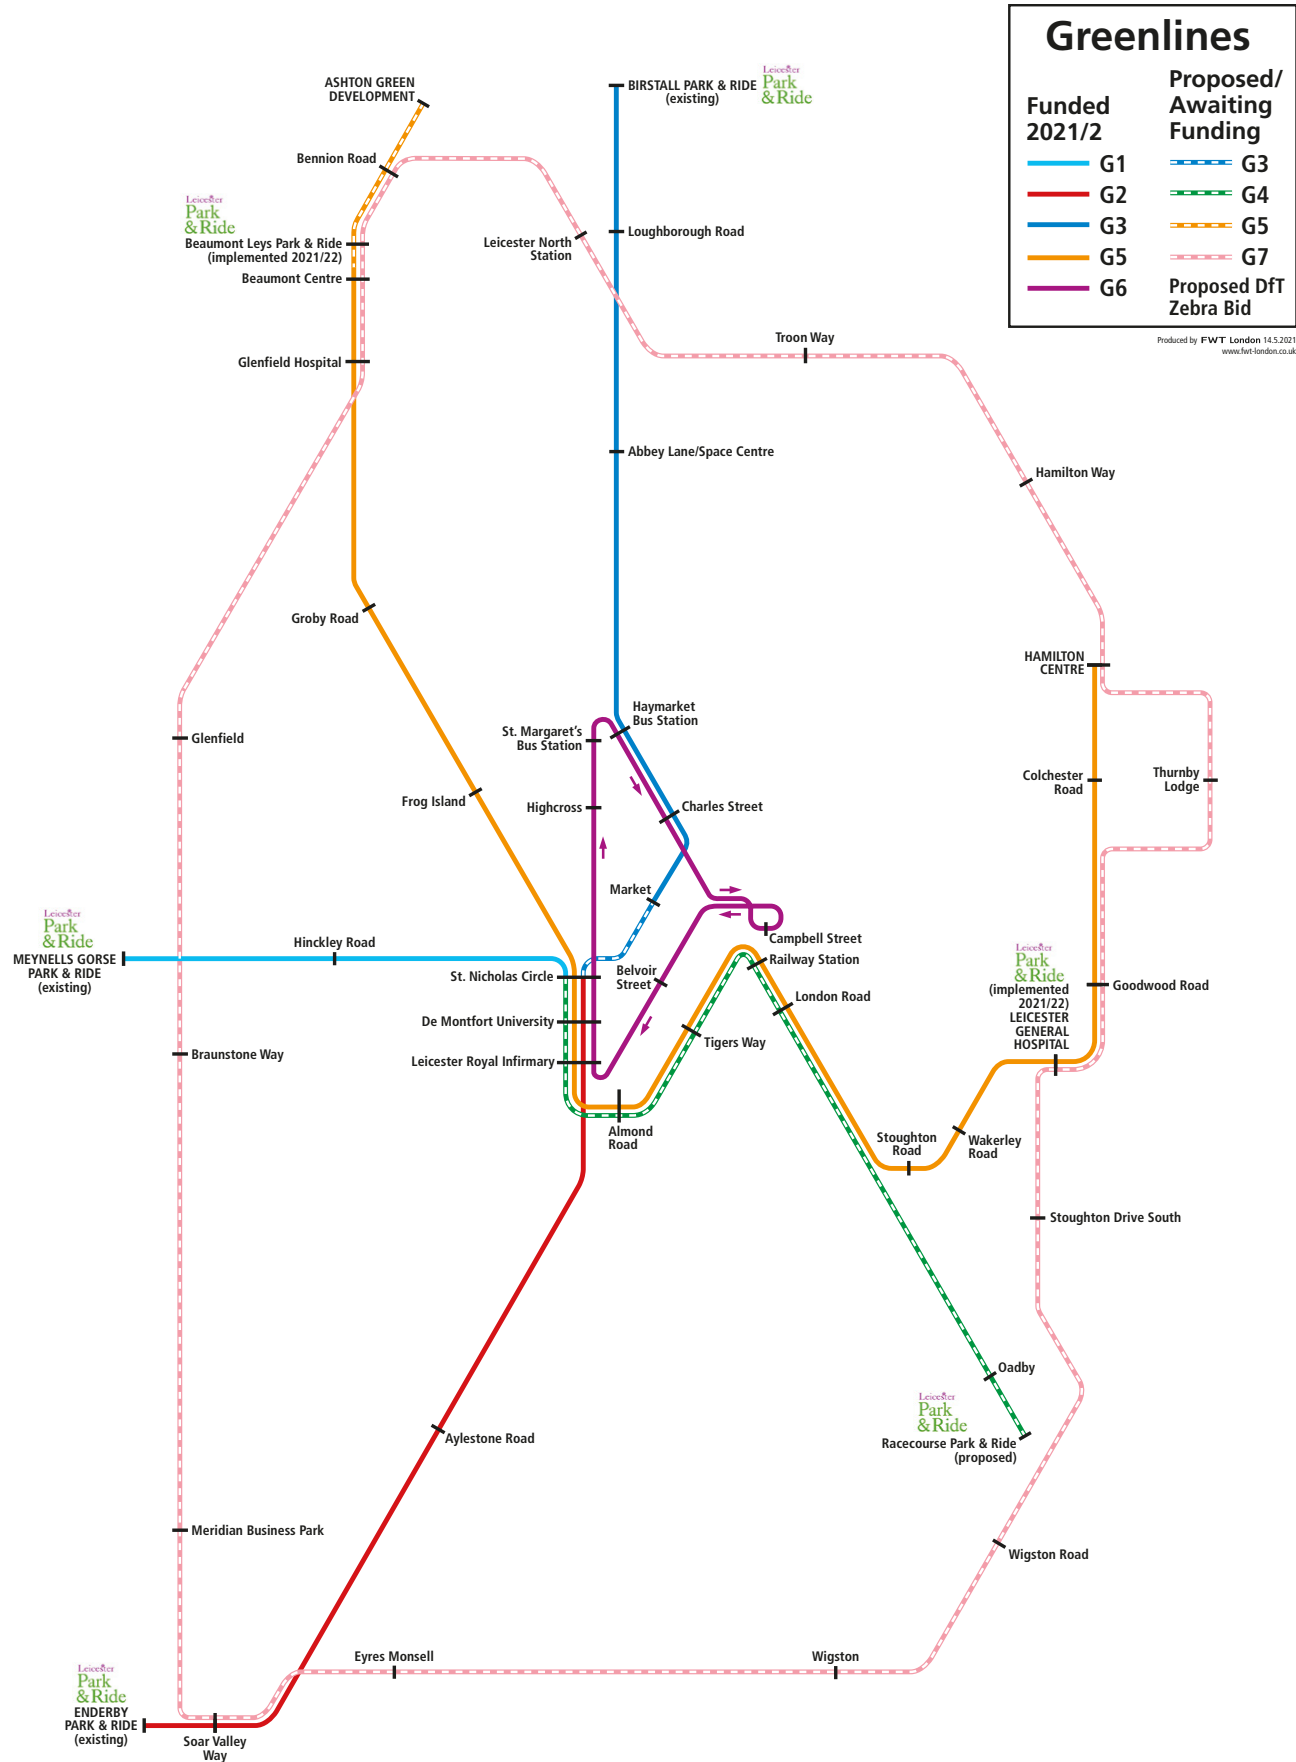 Greenlines
Funded
2021/2
G1
G2
G3
G5
G6
Proposed/
Awaiting
Funding
G3
G4
G5
G7
Proposed DfT
Zebra Bid
Produced by FWT London 14.5.2021
www.fwt-london.co.uk
ASHTON GREEN
DEVELOPMENT
BIRSTALL PARK & RIDE
(existing)
Leicester
Park
& Ride
Bennion Road
Leicester
Park
& Ride
Beaumont Leys Park & Ride
(implemented 2021/22)
Leicester North
Station
Loughborough Road
Beaumont Centre
Glenfield Hospital
Troon Way
Abbey Lane/Space Centre
Hamilton Way
Groby Road
HAMILTON
CENTRE
Haymarket
Bus Station
St. Margaret's
Bus Station
Glenfield
Colchester
Road
Thurnby
Lodge
Frog Island
Highcross
Charles Street
Market
Leicester
Park
& Ride
MEYNELLS GORSE
PARK & RIDE
(existing)
Hinckley Road
Campbell Street
Railway Station
St. Nicholas Circle
Belvoir
Street
London Road
Leicester
Park
& Ride
(implemented
2021/22)
LEICESTER
GENERAL
HOSPITAL
Goodwood Road
De Montfort University
Tigers Way
Braunstone Way
Leicester Royal Infirmary
Almond
Road
Stoughton
Road
Wakerley
Road
Stoughton Drive South
Oadby
Leicester
Park
& Ride
Racecourse Park & Ride
(proposed)
Aylestone Road
Meridian Business Park
Wigston Road
Eyres Monsell
Wigston
Leicester
Park
& Ride
ENDERBY
PARK & RIDE
(existing)
Soar Valley
Way